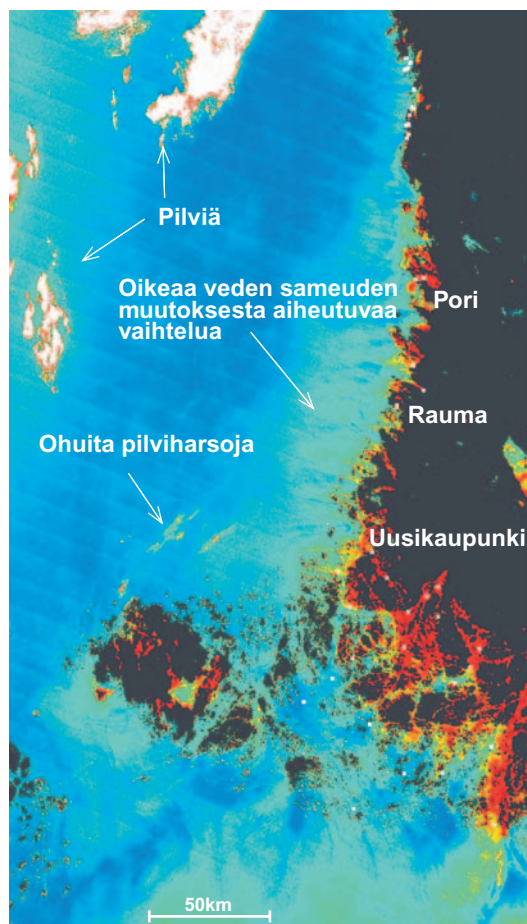 Pilviä
Oikeaa veden sameuden
muutoksesta aiheutuvaa
vaihtelua
Pori
Rauma
Ohuita pilviharsoja
Uusikaupunki
50km